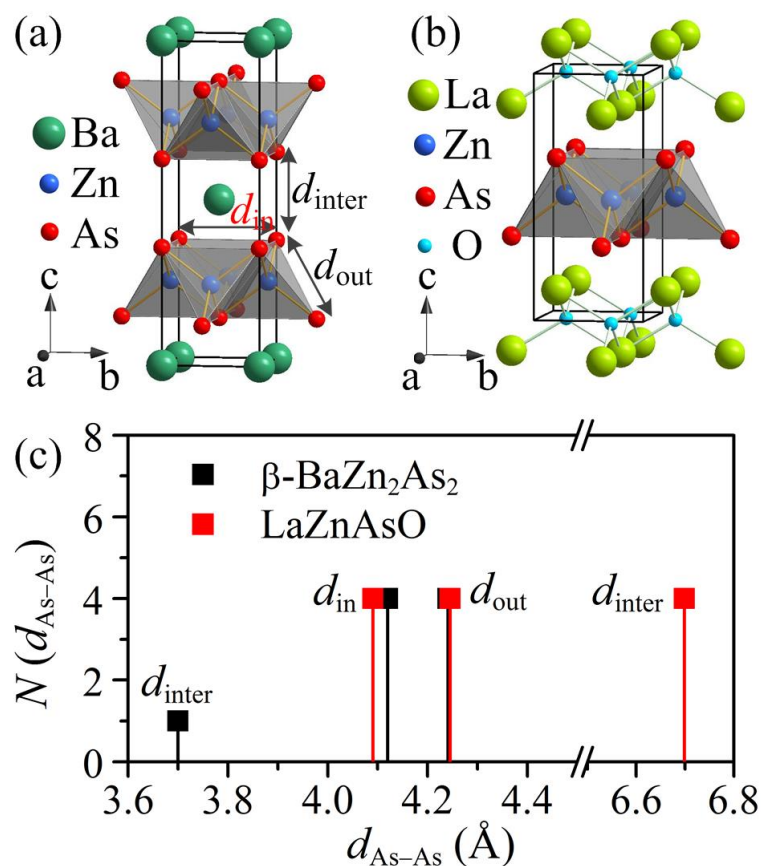 (a)
Ba
Zn
As
d_inter
d_in
d_out
c
a
b
(b)
La
Zn
As
O
c
a
b
(c)
N (d_As–As)
8
6
4
2
0
β-BaZn₂As₂
LaZnAsO
d_in
d_out
d_inter
d_inter
3.6 3.8 4.0 4.2 4.4 6.6 6.8
d_As–As (Å)